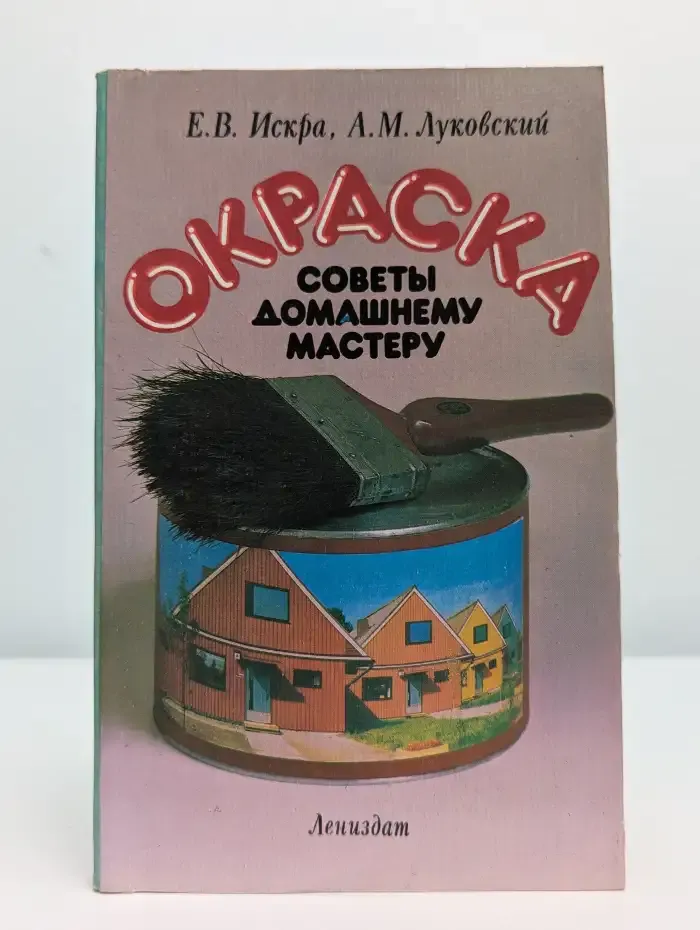 Е.В. Искра, А.М. Луковский
ОКРАСКА
СОВЕТЫ
ДОМАШНЕМУ
МАСТЕРУ
Лениздат